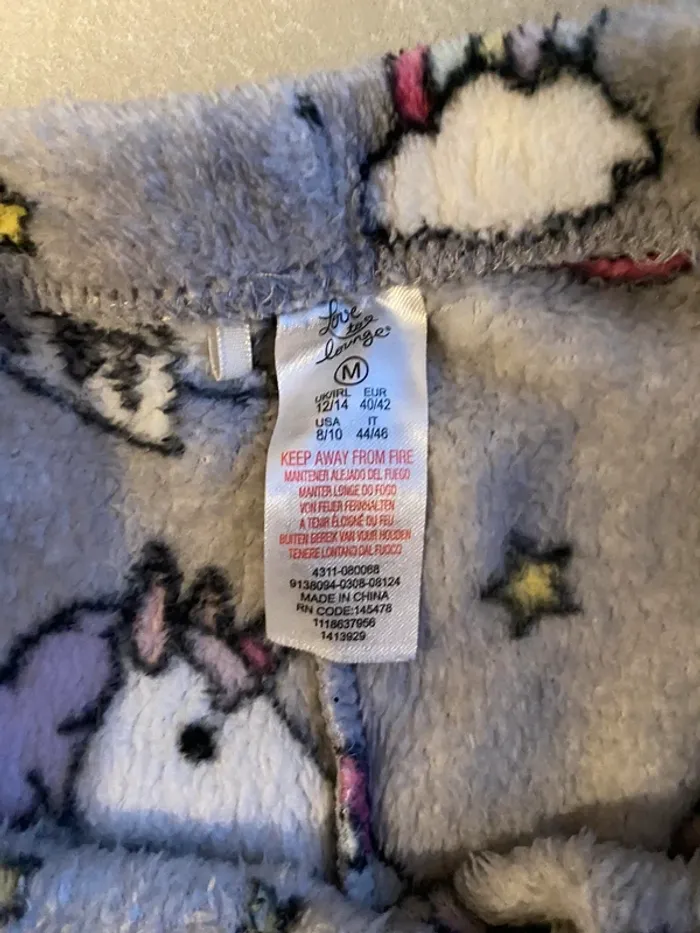 Love
to
lounge®
M
UK/IRL EUR
12/14 40/42
USA IT
8/10 44/46
KEEP AWAY FROM FIRE
MANTENER ALEJADO DEL FUEGO
MANTER LONGE DO FOGO
VON FEUER FERNHALTEN
A TENIR ÉLOIGNÉ DU FEU
BUITEN BEREIK VAN VUUR HOUDEN
TENERE LONTANO DAL FUOCO
4311-080068
9138094-0308-08124
MADE IN CHINA
RN CODE:145478
1118637956
1413929